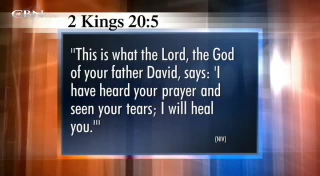 CBN
2 Kings 20:5
"This is what the Lord, the God
of your father David, says: 'I
have heard your prayer and
seen your tears; I will heal
you.'"
(NIV)